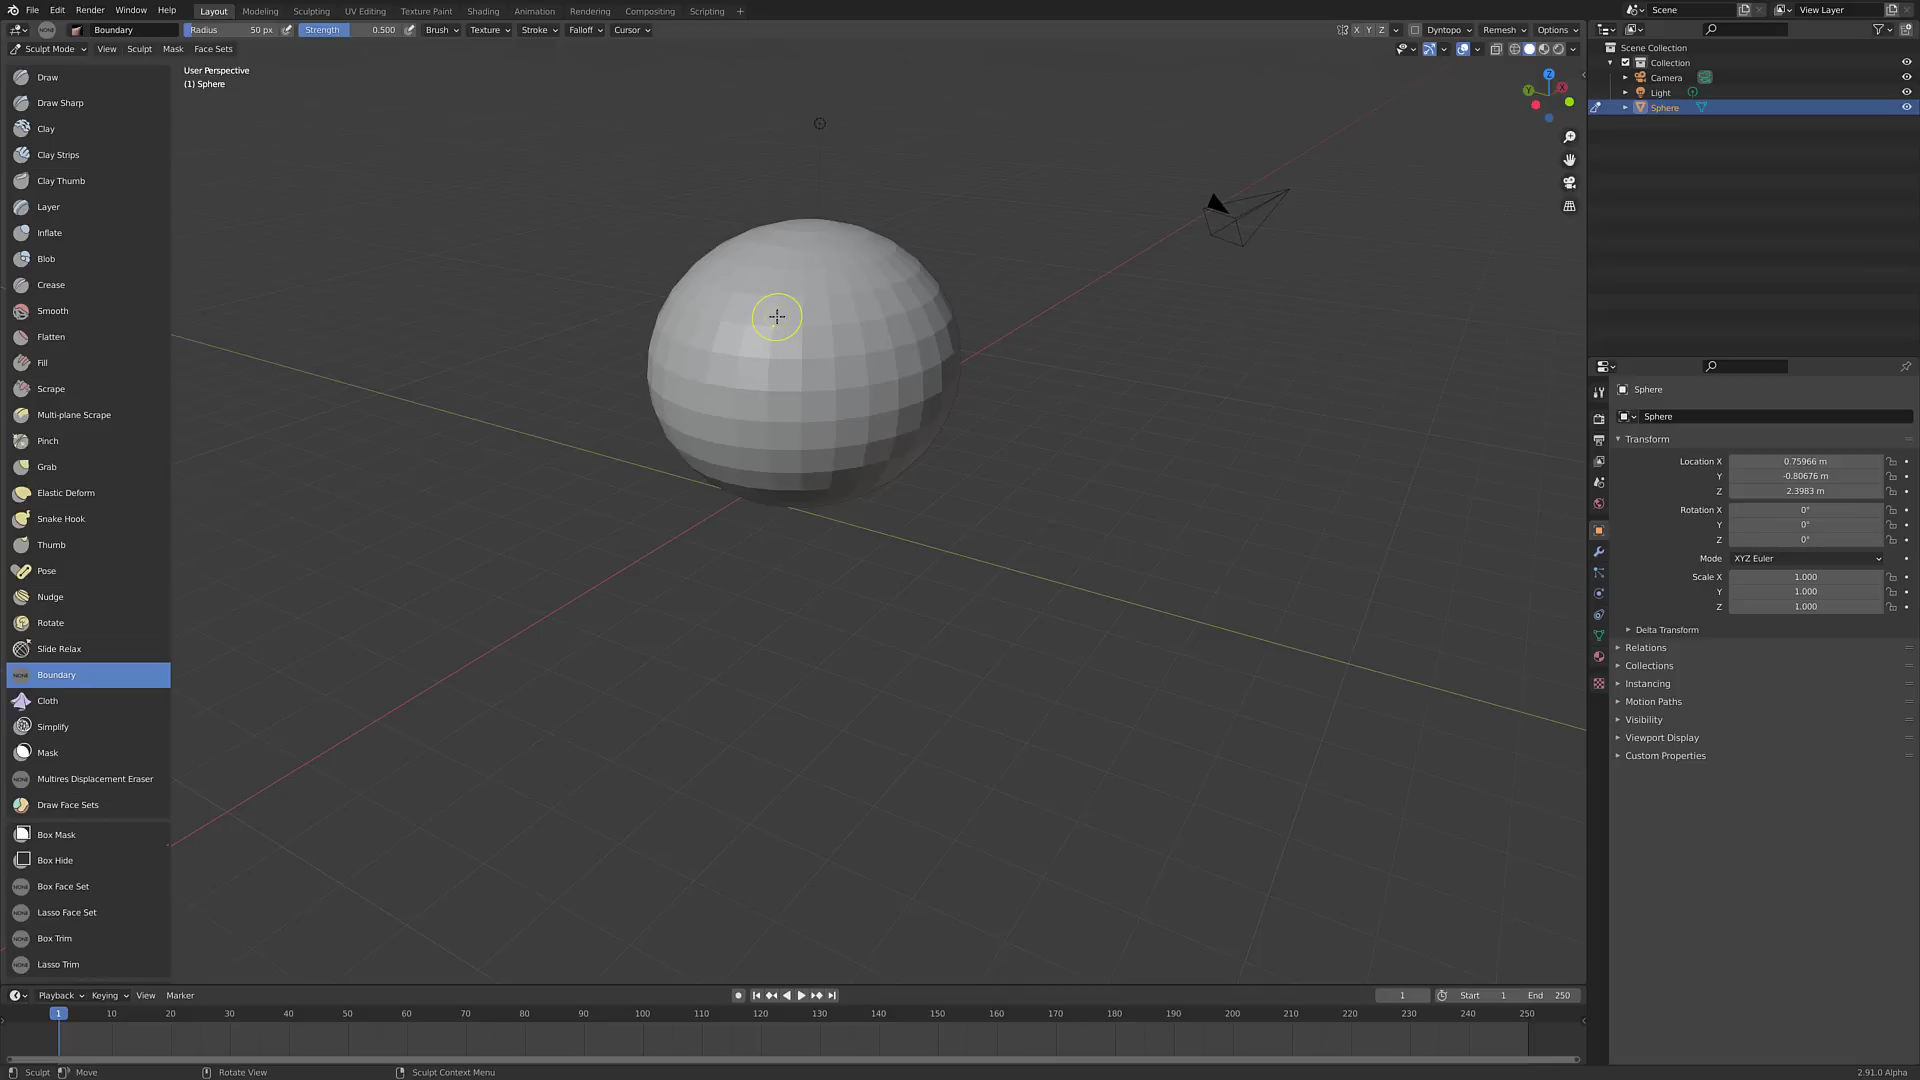 File Edit Render Window Help Layout Modeling Sculpting UV Editing Texture Paint Shading Animation Rendering Compositing Scripting + Scene View Layer
NONE Boundary Radius 50 px Strength 0.500 Brush Texture Stroke Falloff Cursor X Y Z Dyntopo Remesh Options
Sculpt Mode View Sculpt Mask Face Sets
User Perspective
(1) Sphere
Draw
Draw Sharp
Clay
Clay Strips
Clay Thumb
Layer
Inflate
Blob
Crease
Smooth
Flatten
Fill
Scrape
Multi-plane Scrape
Pinch
Grab
Elastic Deform
Snake Hook
Thumb
Pose
Nudge
Rotate
Slide Relax
NONE Boundary
Cloth
Simplify
Mask
NONE Multires Displacement Eraser
Draw Face Sets
Box Mask
Box Hide
NONE Box Face Set
NONE Lasso Face Set
NONE Box Trim
NONE Lasso Trim
Z
Y
X
Scene Collection
Collection
Camera
Light
Sphere
Sphere
Sphere
Transform
Location X 0.75966 m
Y -0.80676 m
Z 2.3983 m
Rotation X 0°
Y 0°
Z 0°
Mode XYZ Euler
Scale X 1.000
Y 1.000
Z 1.000
Delta Transform
Relations
Collections
Instancing
Motion Paths
Visibility
Viewport Display
Custom Properties
Playback Keying View Marker 1 Start 1 End 250
1 10 20 30 40 50 60 70 80 90 100 110 120 130 140 150 160 170 180 190 200 210 220 230 240 250
Sculpt Move Rotate View Sculpt Context Menu 2.91.0 Alpha